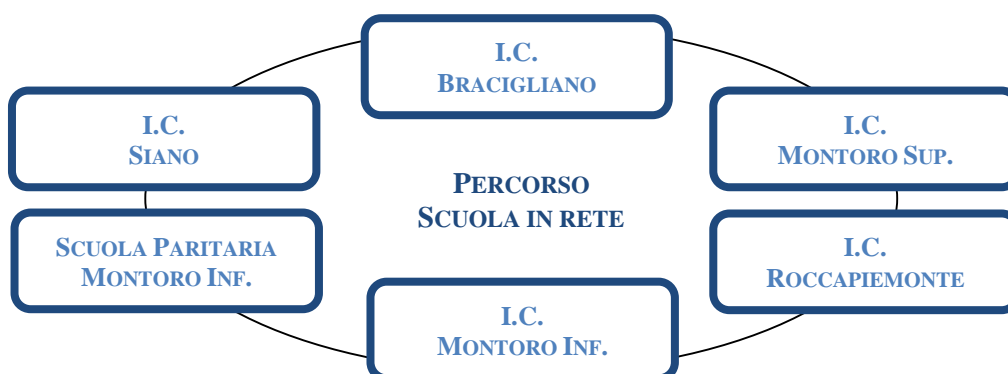 I.C.
BRACIGLIANO
I.C.
SIANO
I.C.
MONTORO SUP.
PERCORSO
SCUOLA IN RETE
SCUOLA PARITARIA
MONTORO INF.
I.C.
ROCCAPIEMONTE
I.C.
MONTORO INF.